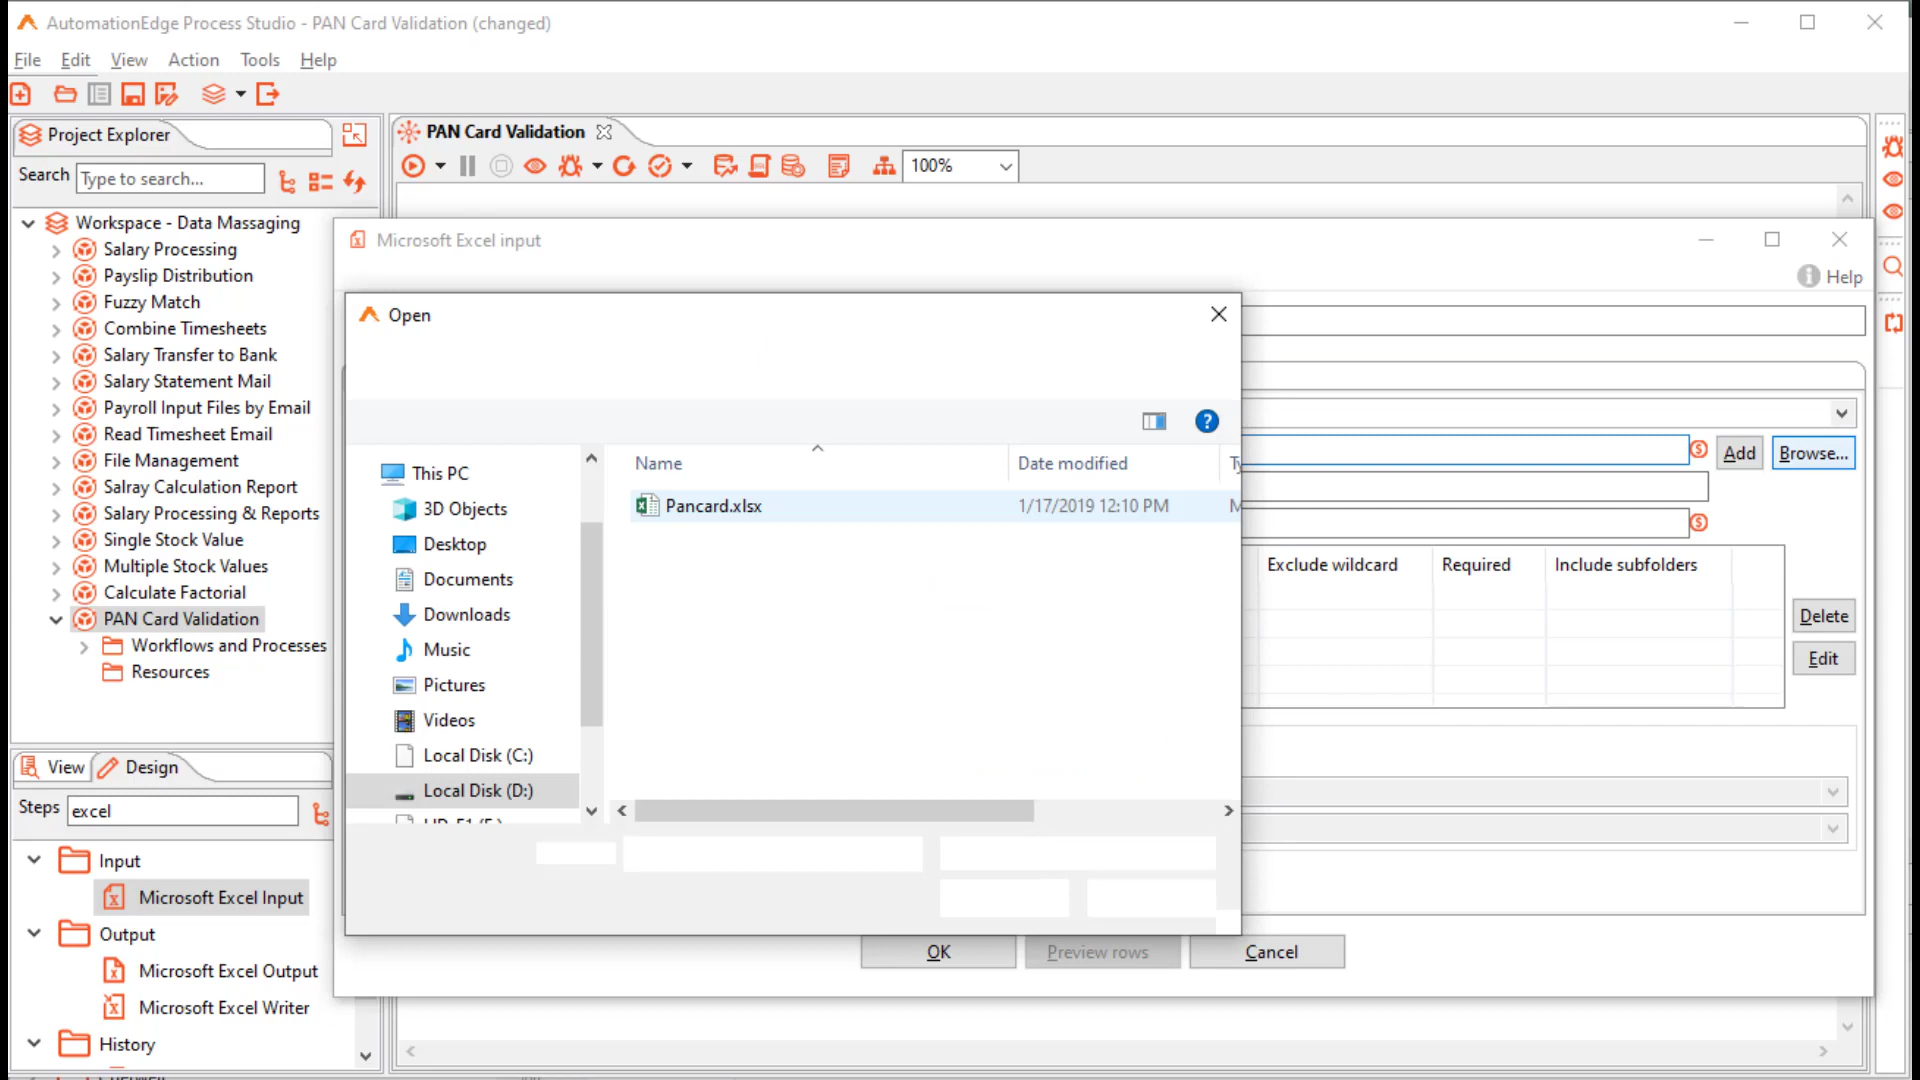 AutomationEdge Process Studio - PAN Card Validation (changed)
File Edit View Action Tools Help
Project Explorer
Search Type to search...
Workspace - Data Massaging
Salary Processing
Payslip Distribution
Fuzzy Match
Combine Timesheets
Salary Transfer to Bank
Salary Statement Mail
Payroll Input Files by Email
Read Timesheet Email
File Management
Salray Calculation Report
Salary Processing & Reports
Single Stock Value
Multiple Stock Values
Calculate Factorial
PAN Card Validation
Workflows and Processes
Resources
View Design
Steps excel
Input
Microsoft Excel Input
Output
Microsoft Excel Output
Microsoft Excel Writer
History
PAN Card Validation
100%
Microsoft Excel input
Help
Open
This PC
3D Objects
Desktop
Documents
Downloads
Music
Pictures
Videos
Local Disk (C:)
Local Disk (D:)
Name Date modified
Pancard.xlsx 1/17/2019 12:10 PM
Add Browse...
Exclude wildcard Required Include subfolders
Delete
Edit
OK Preview rows Cancel